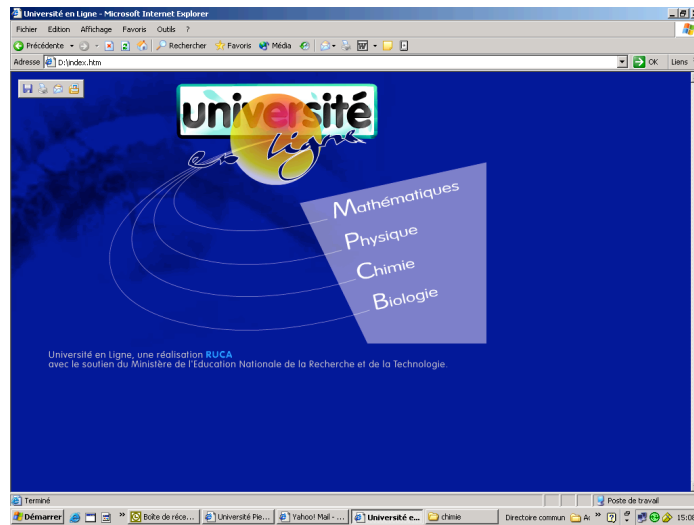 Université en Ligne - Microsoft Internet Explorer
Fichier Edition Affichage Favoris Outils ?
Précédente Rechercher Favoris Média
Adresse D:\index.htm OK Liens
université
en ligne
Mathématiques
Physique
Chimie
Biologie
Université en Ligne, une réalisation RUCA
avec le soutien du Ministère de l'Education Nationale de la Recherche et de la Technologie.
Terminé Poste de travail
Démarrer » Boîte de réce... Université Pie... Yahoo! Mail - ... Université e... chimie Directoire commun »